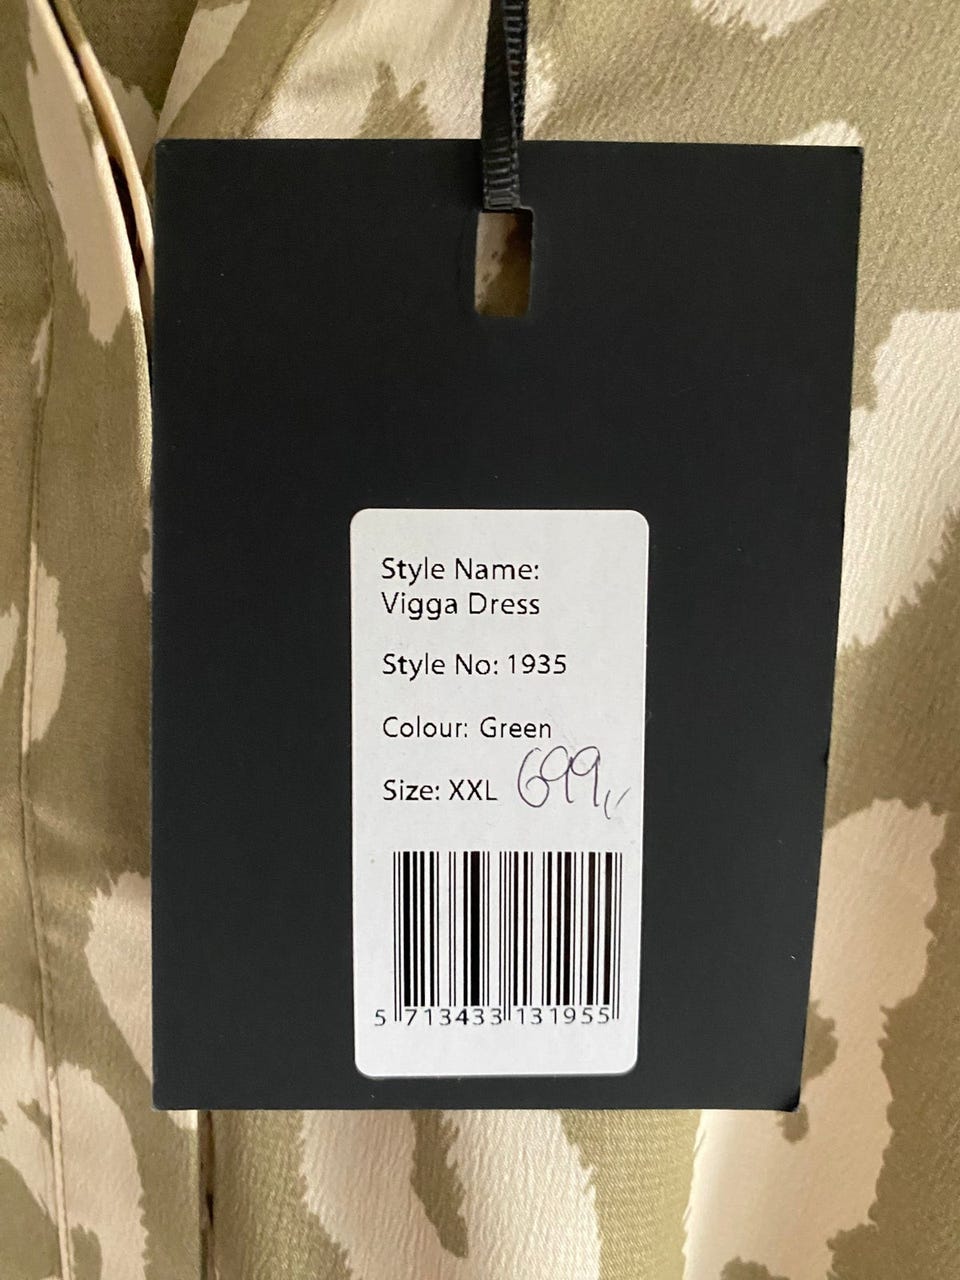 Style Name:
Vigga Dress
Style No: 1935
Colour: Green
Size: XXL 699,,
5 713433 131955